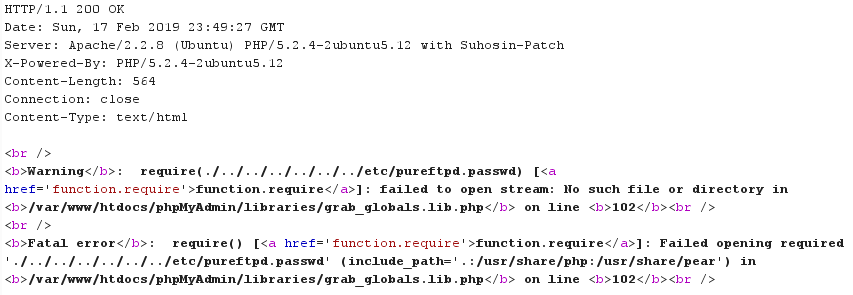 HTTP/1.1 200 OK
Date: Sun, 17 Feb 2019 23:49:27 GMT
Server: Apache/2.2.8 (Ubuntu) PHP/5.2.4-2ubuntu5.12 with Suhosin-Patch
X-Powered-By: PHP/5.2.4-2ubuntu5.12
Content-Length: 564
Connection: close
Content-Type: text/html

<br />
<b>Warning</b>:  require(./../../../../../../etc/pureftpd.passwd) [<a
href='function.require'>function.require</a>]: failed to open stream: No such file or directory in
<b>/var/www/htdocs/phpMyAdmin/libraries/grab_globals.lib.php</b> on line <b>102</b><br />
<br />
<b>Fatal error</b>:  require() [<a href='function.require'>function.require</a>]: Failed opening required
'./../../../../../../etc/pureftpd.passwd' (include_path='.:/usr/share/php:/usr/share/pear') in
<b>/var/www/htdocs/phpMyAdmin/libraries/grab_globals.lib.php</b> on line <b>102</b><br />